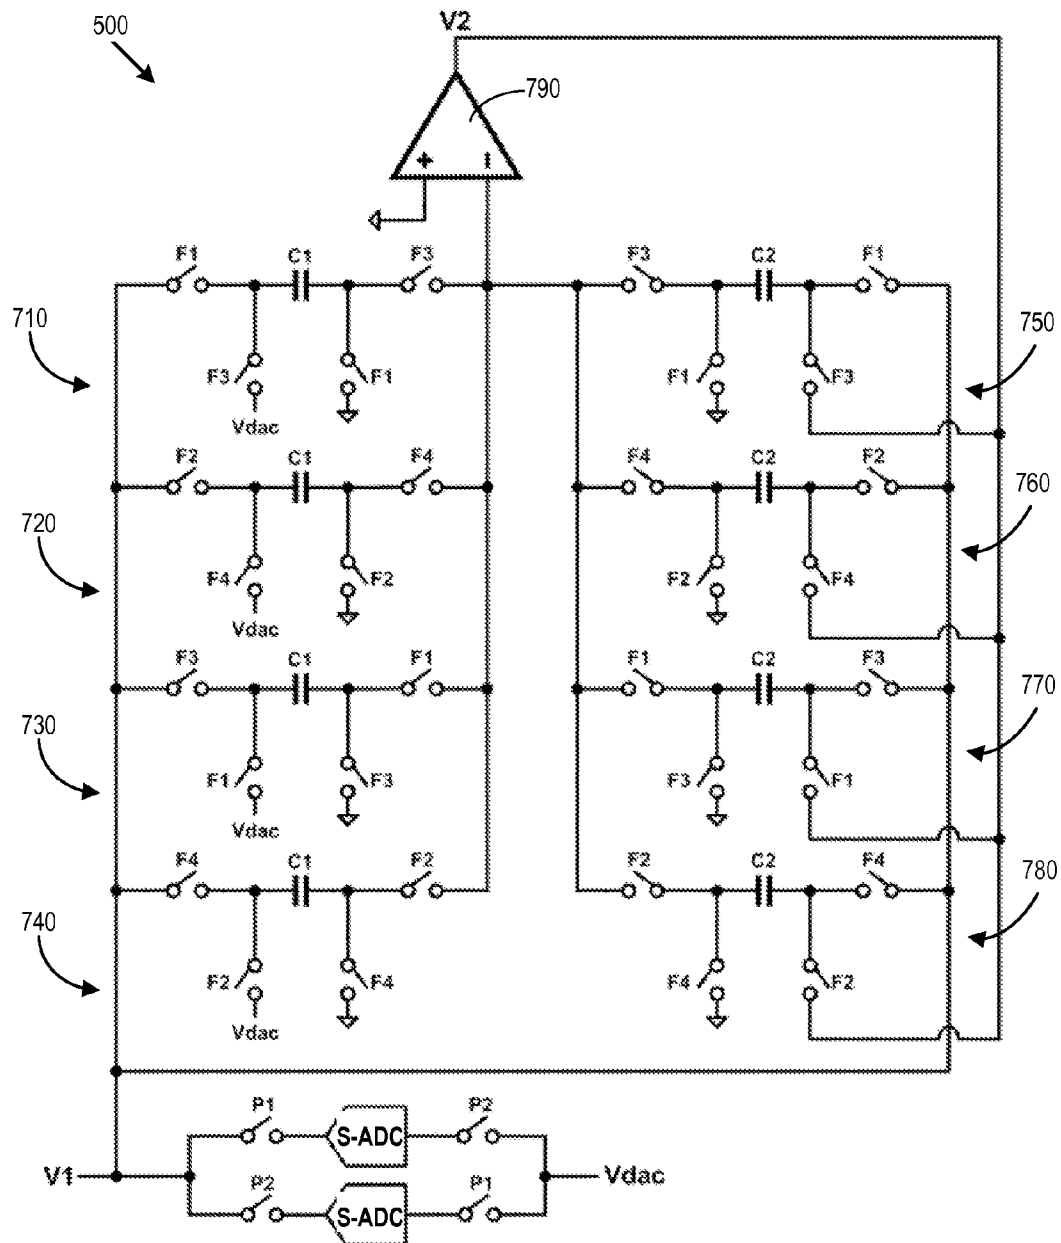 500
V2
790
+ -
F1 C1 F3 F3 C2 F1
710
750
F3 F1 F1 F3
Vdac
F2 C1 F4 F4 C2 F2
720
760
F4 F2 F2 F4
Vdac
F3 C1 F1 F1 C2 F3
730
770
F1 F3 F3 F1
Vdac
F4 C1 F2 F2 C2 F4
740
780
F2 F4 F4 F2
Vdac
P1 S-ADC P2
V1 Vdac
P2 S-ADC P1